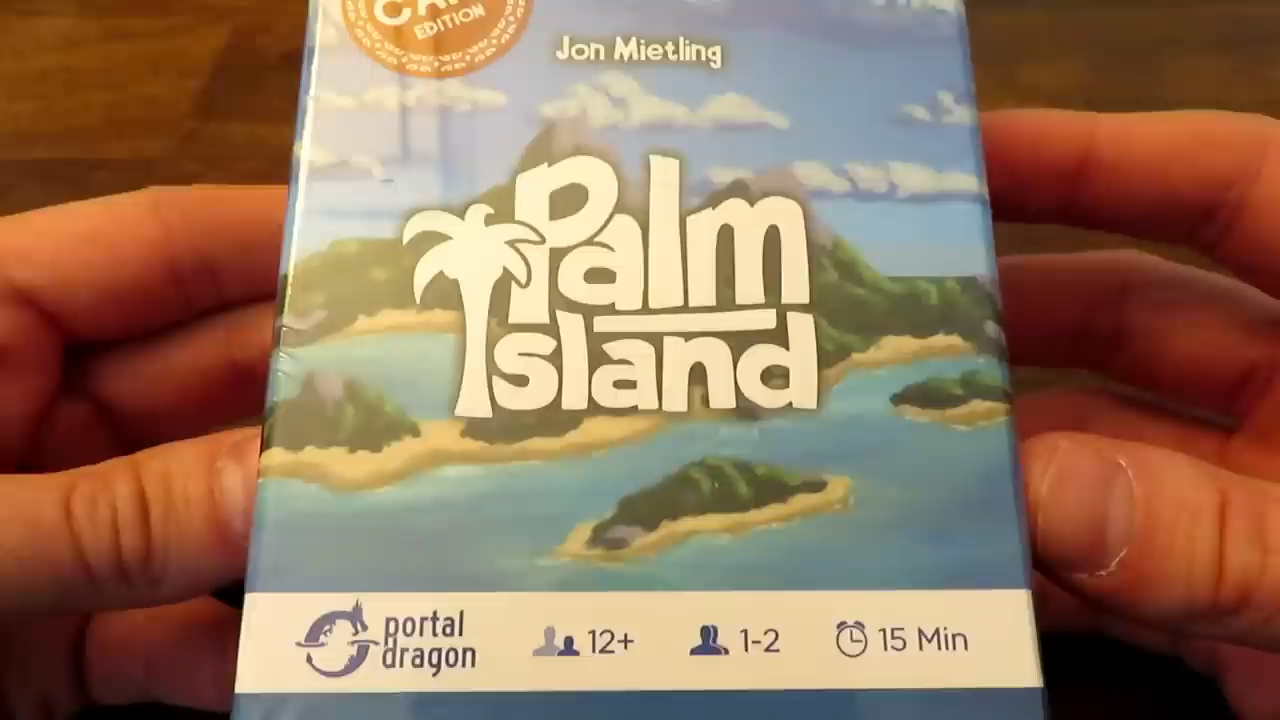 EDITION
Jon Mietling
Palm
Island
portal
dragon
12+
1-2
15 Min